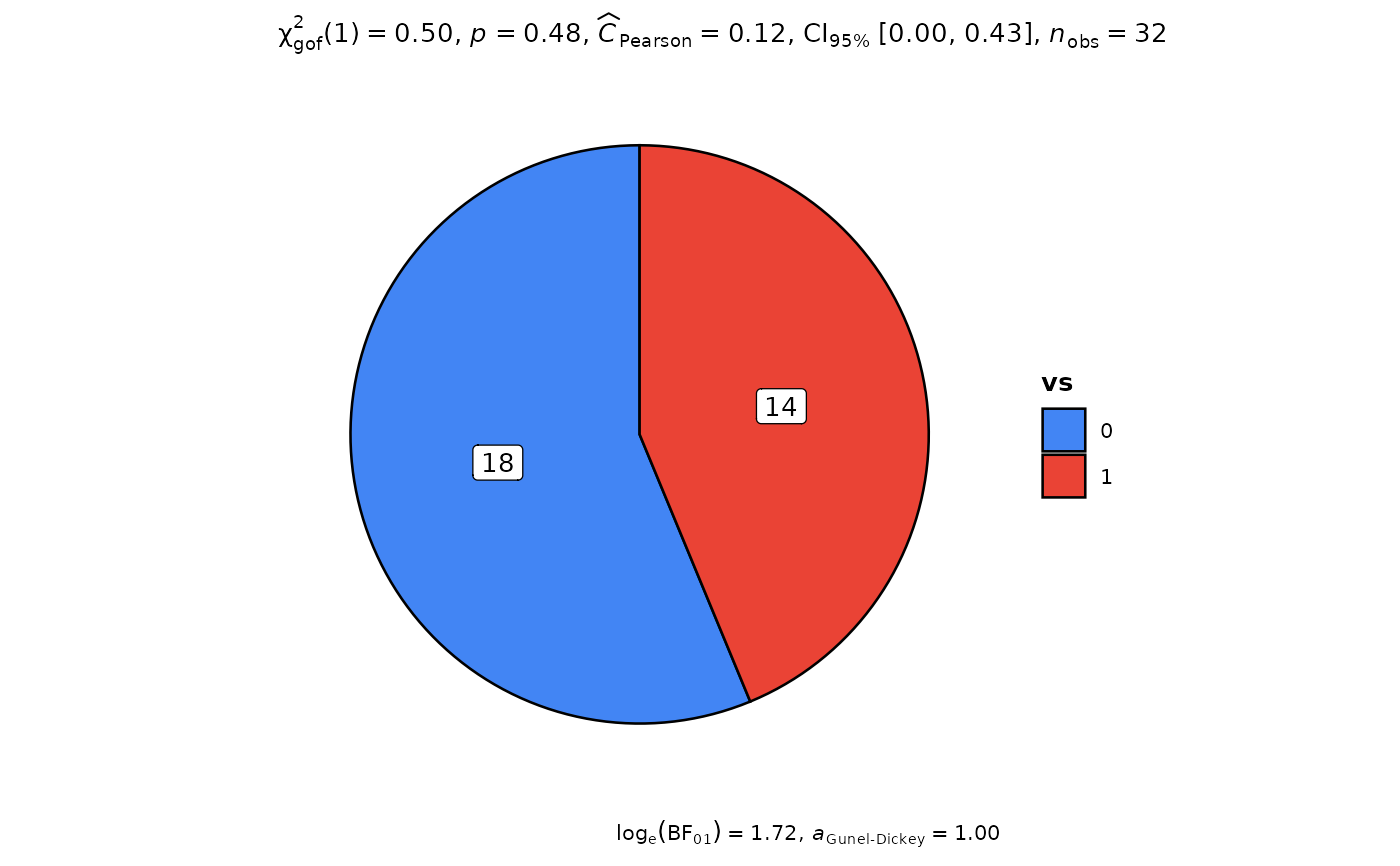 χ²gof(1) = 0.50, p = 0.48, ĈPearson = 0.12, CI95% [0.00, 0.43], nobs = 32
14
18
vs
0
1
loge(BF01) = 1.72, aGunel-Dickey = 1.00